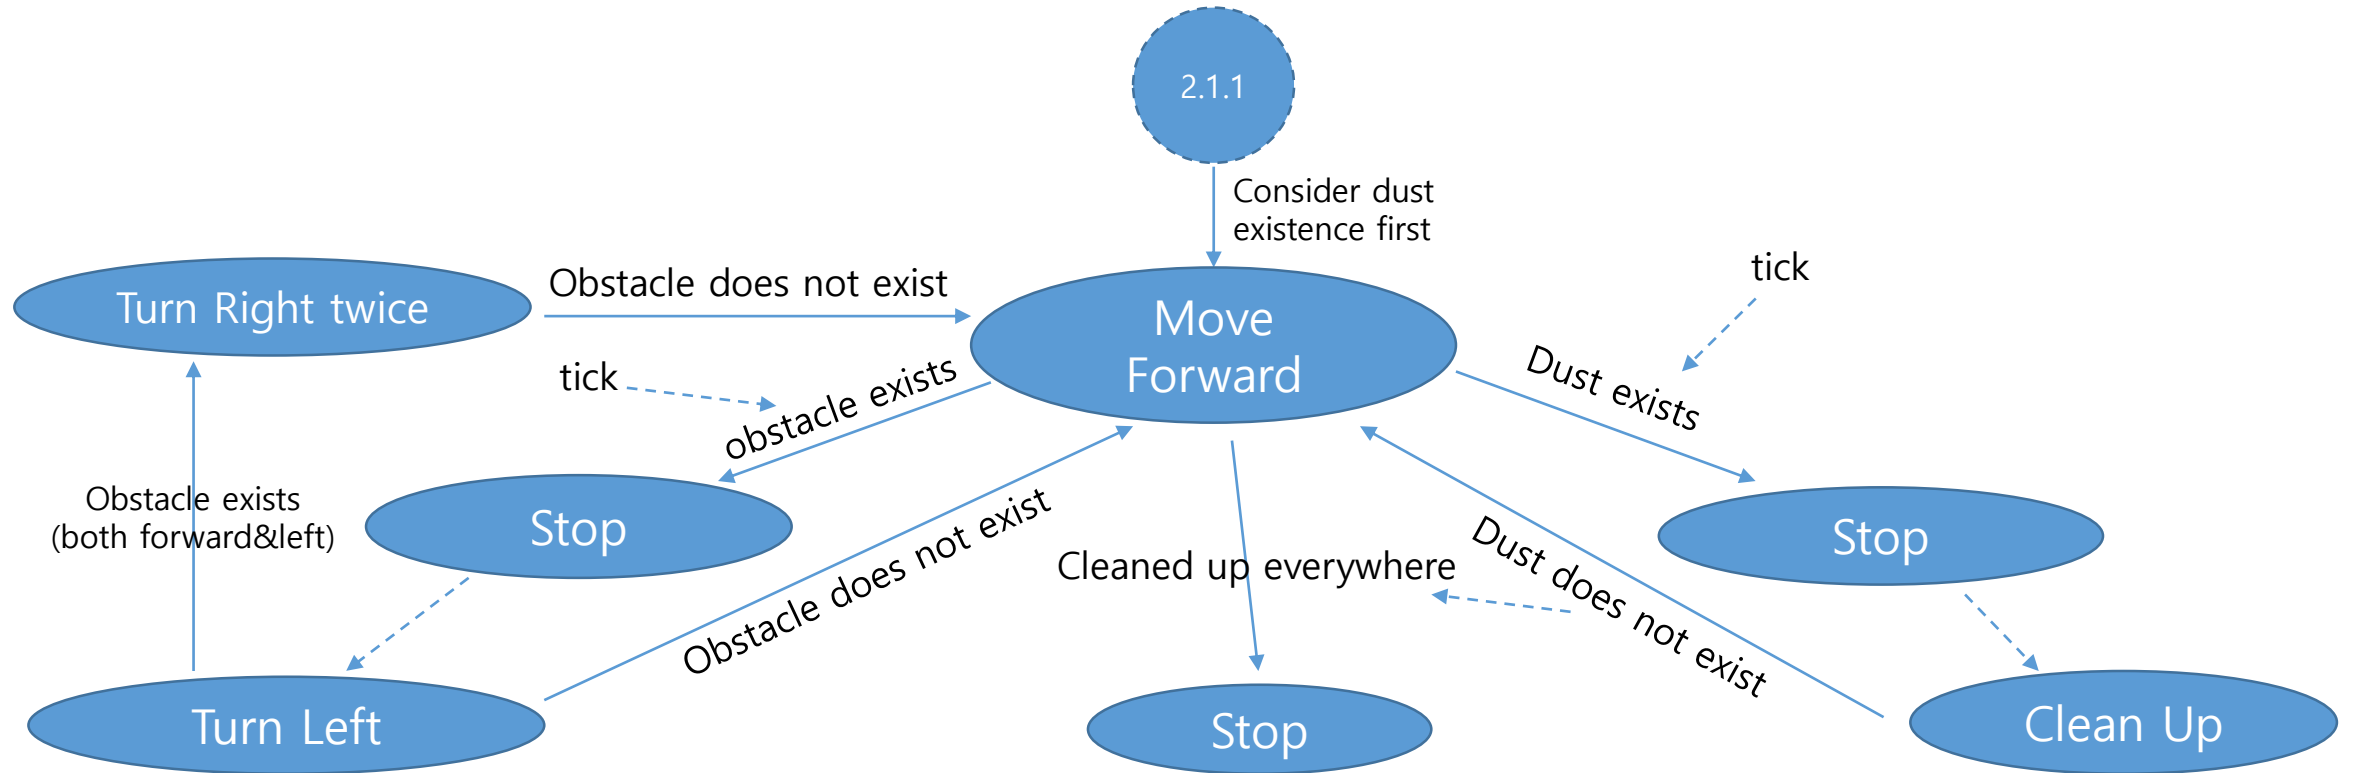 2.1.1
Consider dust
existence first
tick
Turn Right twice
Obstacle does not exist
Move
Forward
tick
obstacle exists
Dust exists
Obstacle exists
(both forward&left)
Stop
Obstacle does not exist
Cleaned up everywhere
Dust does not exist
Stop
Turn Left
Stop
Clean Up